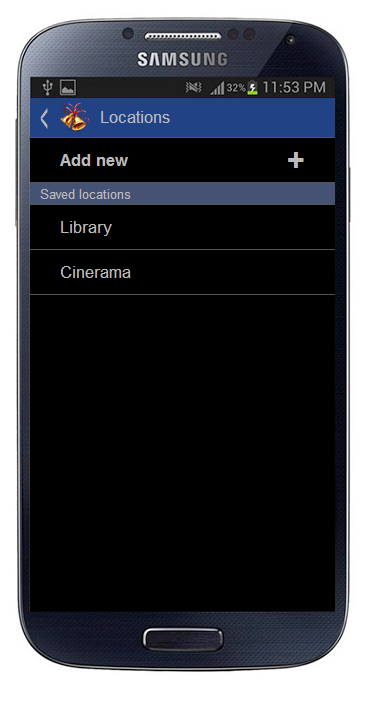 SAMSUNG
32% 11:53 PM
Locations
Add new +
Saved locations
Library
Cinerama